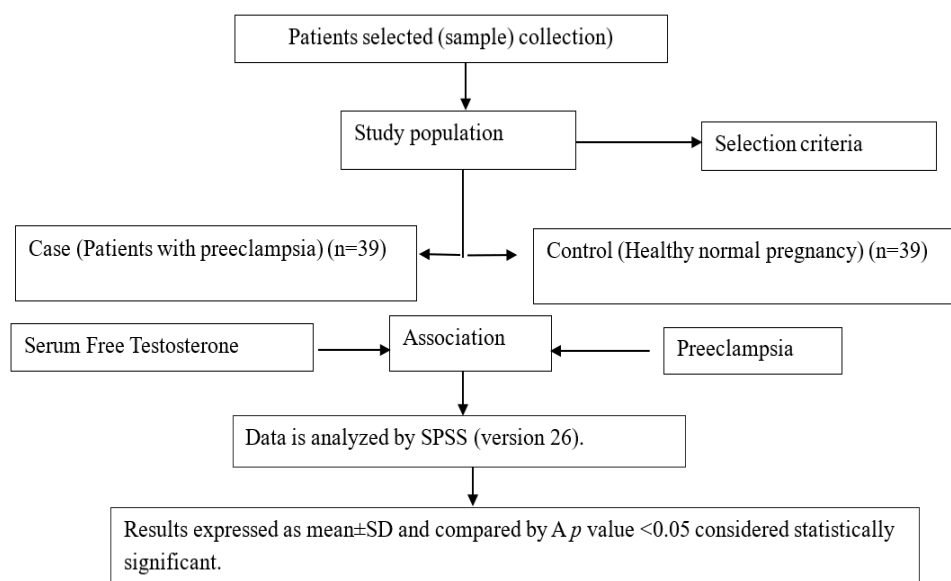 Patients selected (sample) collection)
Study population
Selection criteria
Case (Patients with preeclampsia) (n=39)
Control (Healthy normal pregnancy) (n=39)
Serum Free Testosterone
Association
Preeclampsia
Data is analyzed by SPSS (version 26).
Results expressed as mean±SD and compared by A p value <0.05 considered statistically
significant.